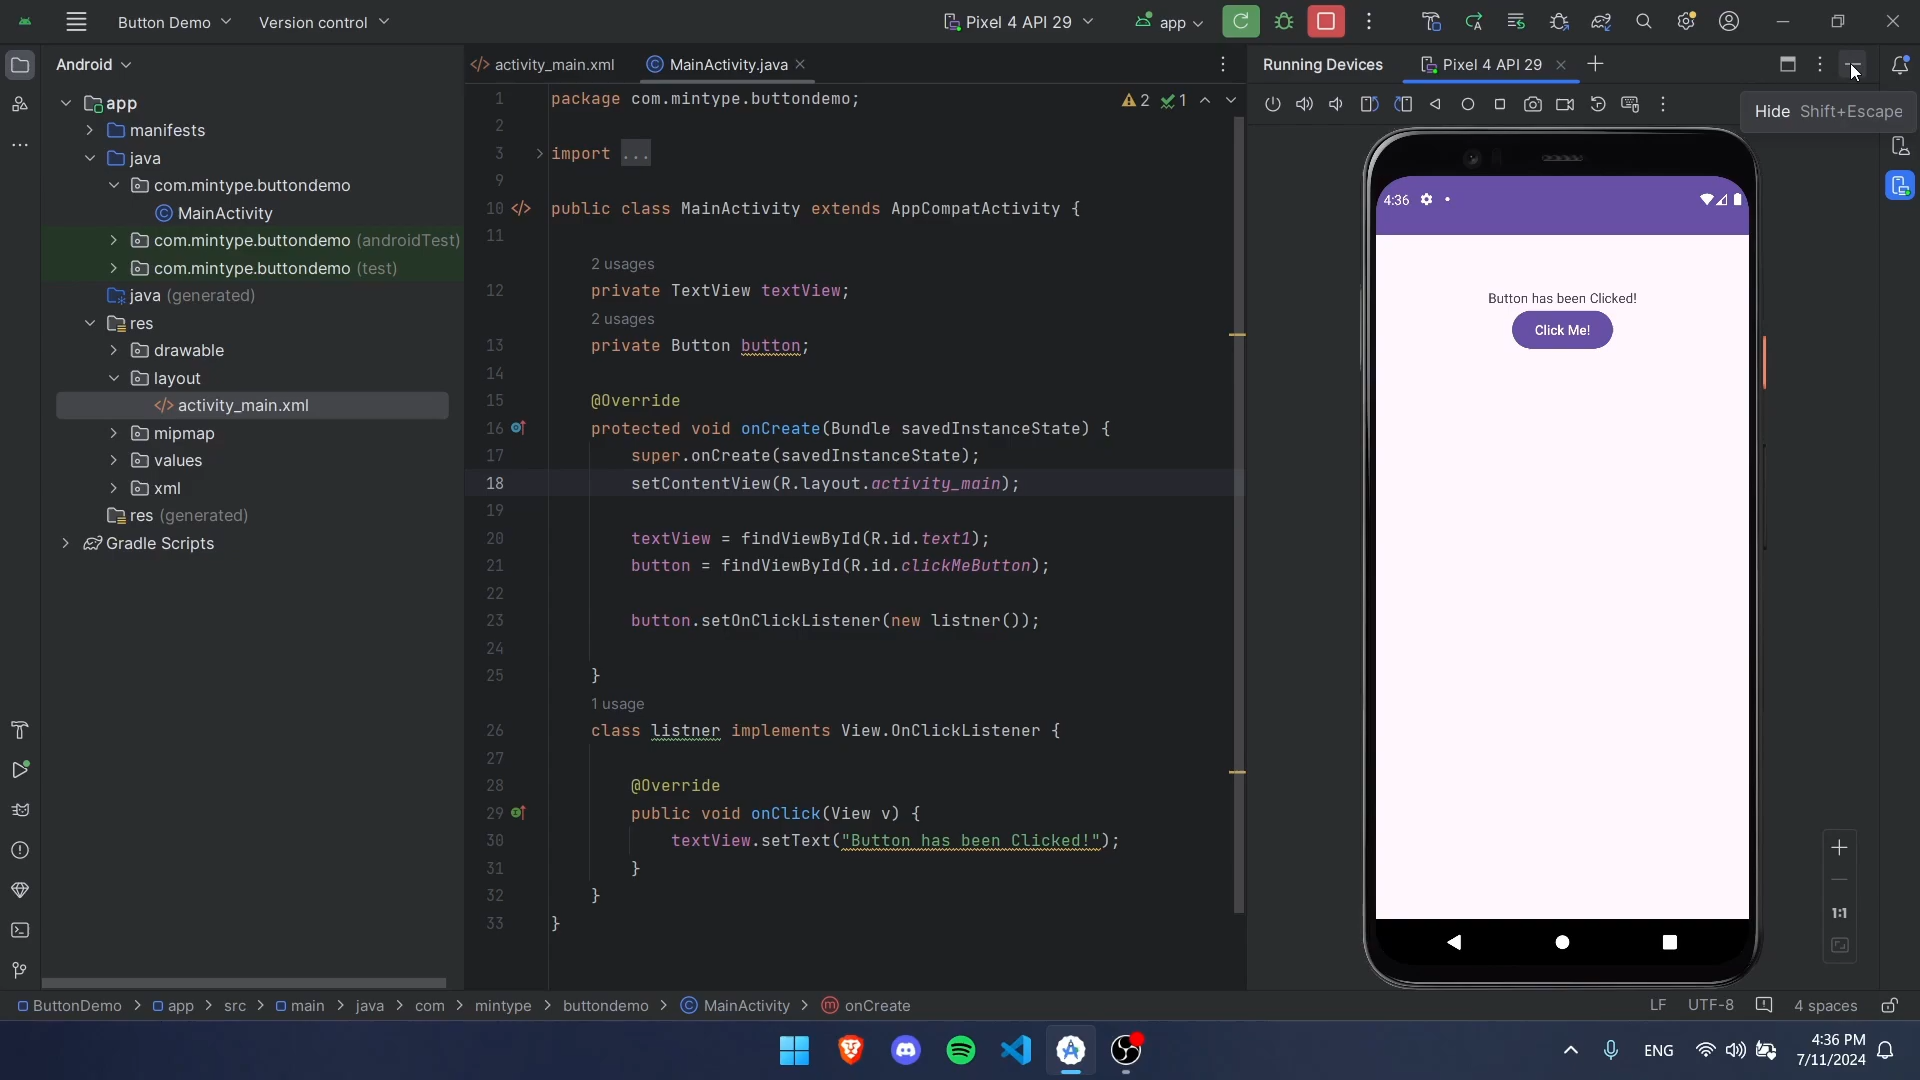 Button Demo
Version control
Pixel 4 API 29
app
Android
activity_main.xml
MainActivity.java
Running Devices
Pixel 4 API 29
Hide Shift+Escape
app
manifests
java
com.mintype.buttondemo
MainActivity
com.mintype.buttondemo (androidTest)
com.mintype.buttondemo (test)
java (generated)
res
drawable
layout
activity_main.xml
mipmap
values
xml
res (generated)
Gradle Scripts
2 1
1 package com.mintype.buttondemo;
2
3 import ...
9
10 public class MainActivity extends AppCompatActivity {
11
2 usages
12 private TextView textView;
2 usages
13 private Button button;
14
15 @Override
16 protected void onCreate(Bundle savedInstanceState) {
17 super.onCreate(savedInstanceState);
18 setContentView(R.layout.activity_main);
19
20 textView = findViewById(R.id.text1);
21 button = findViewById(R.id.clickMeButton);
22
23 button.setOnClickListener(new listner());
24
25 }
1 usage
26 class listner implements View.OnClickListener {
27
28 @Override
29 public void onClick(View v) {
30 textView.setText("Button has been Clicked!");
31 }
32 }
33 }
4:36
Button has been Clicked!
Click Me!
1:1
ButtonDemo > app > src > main > java > com > mintype > buttondemo > MainActivity > onCreate
LF UTF-8 4 spaces
ENG
4:36 PM
7/11/2024